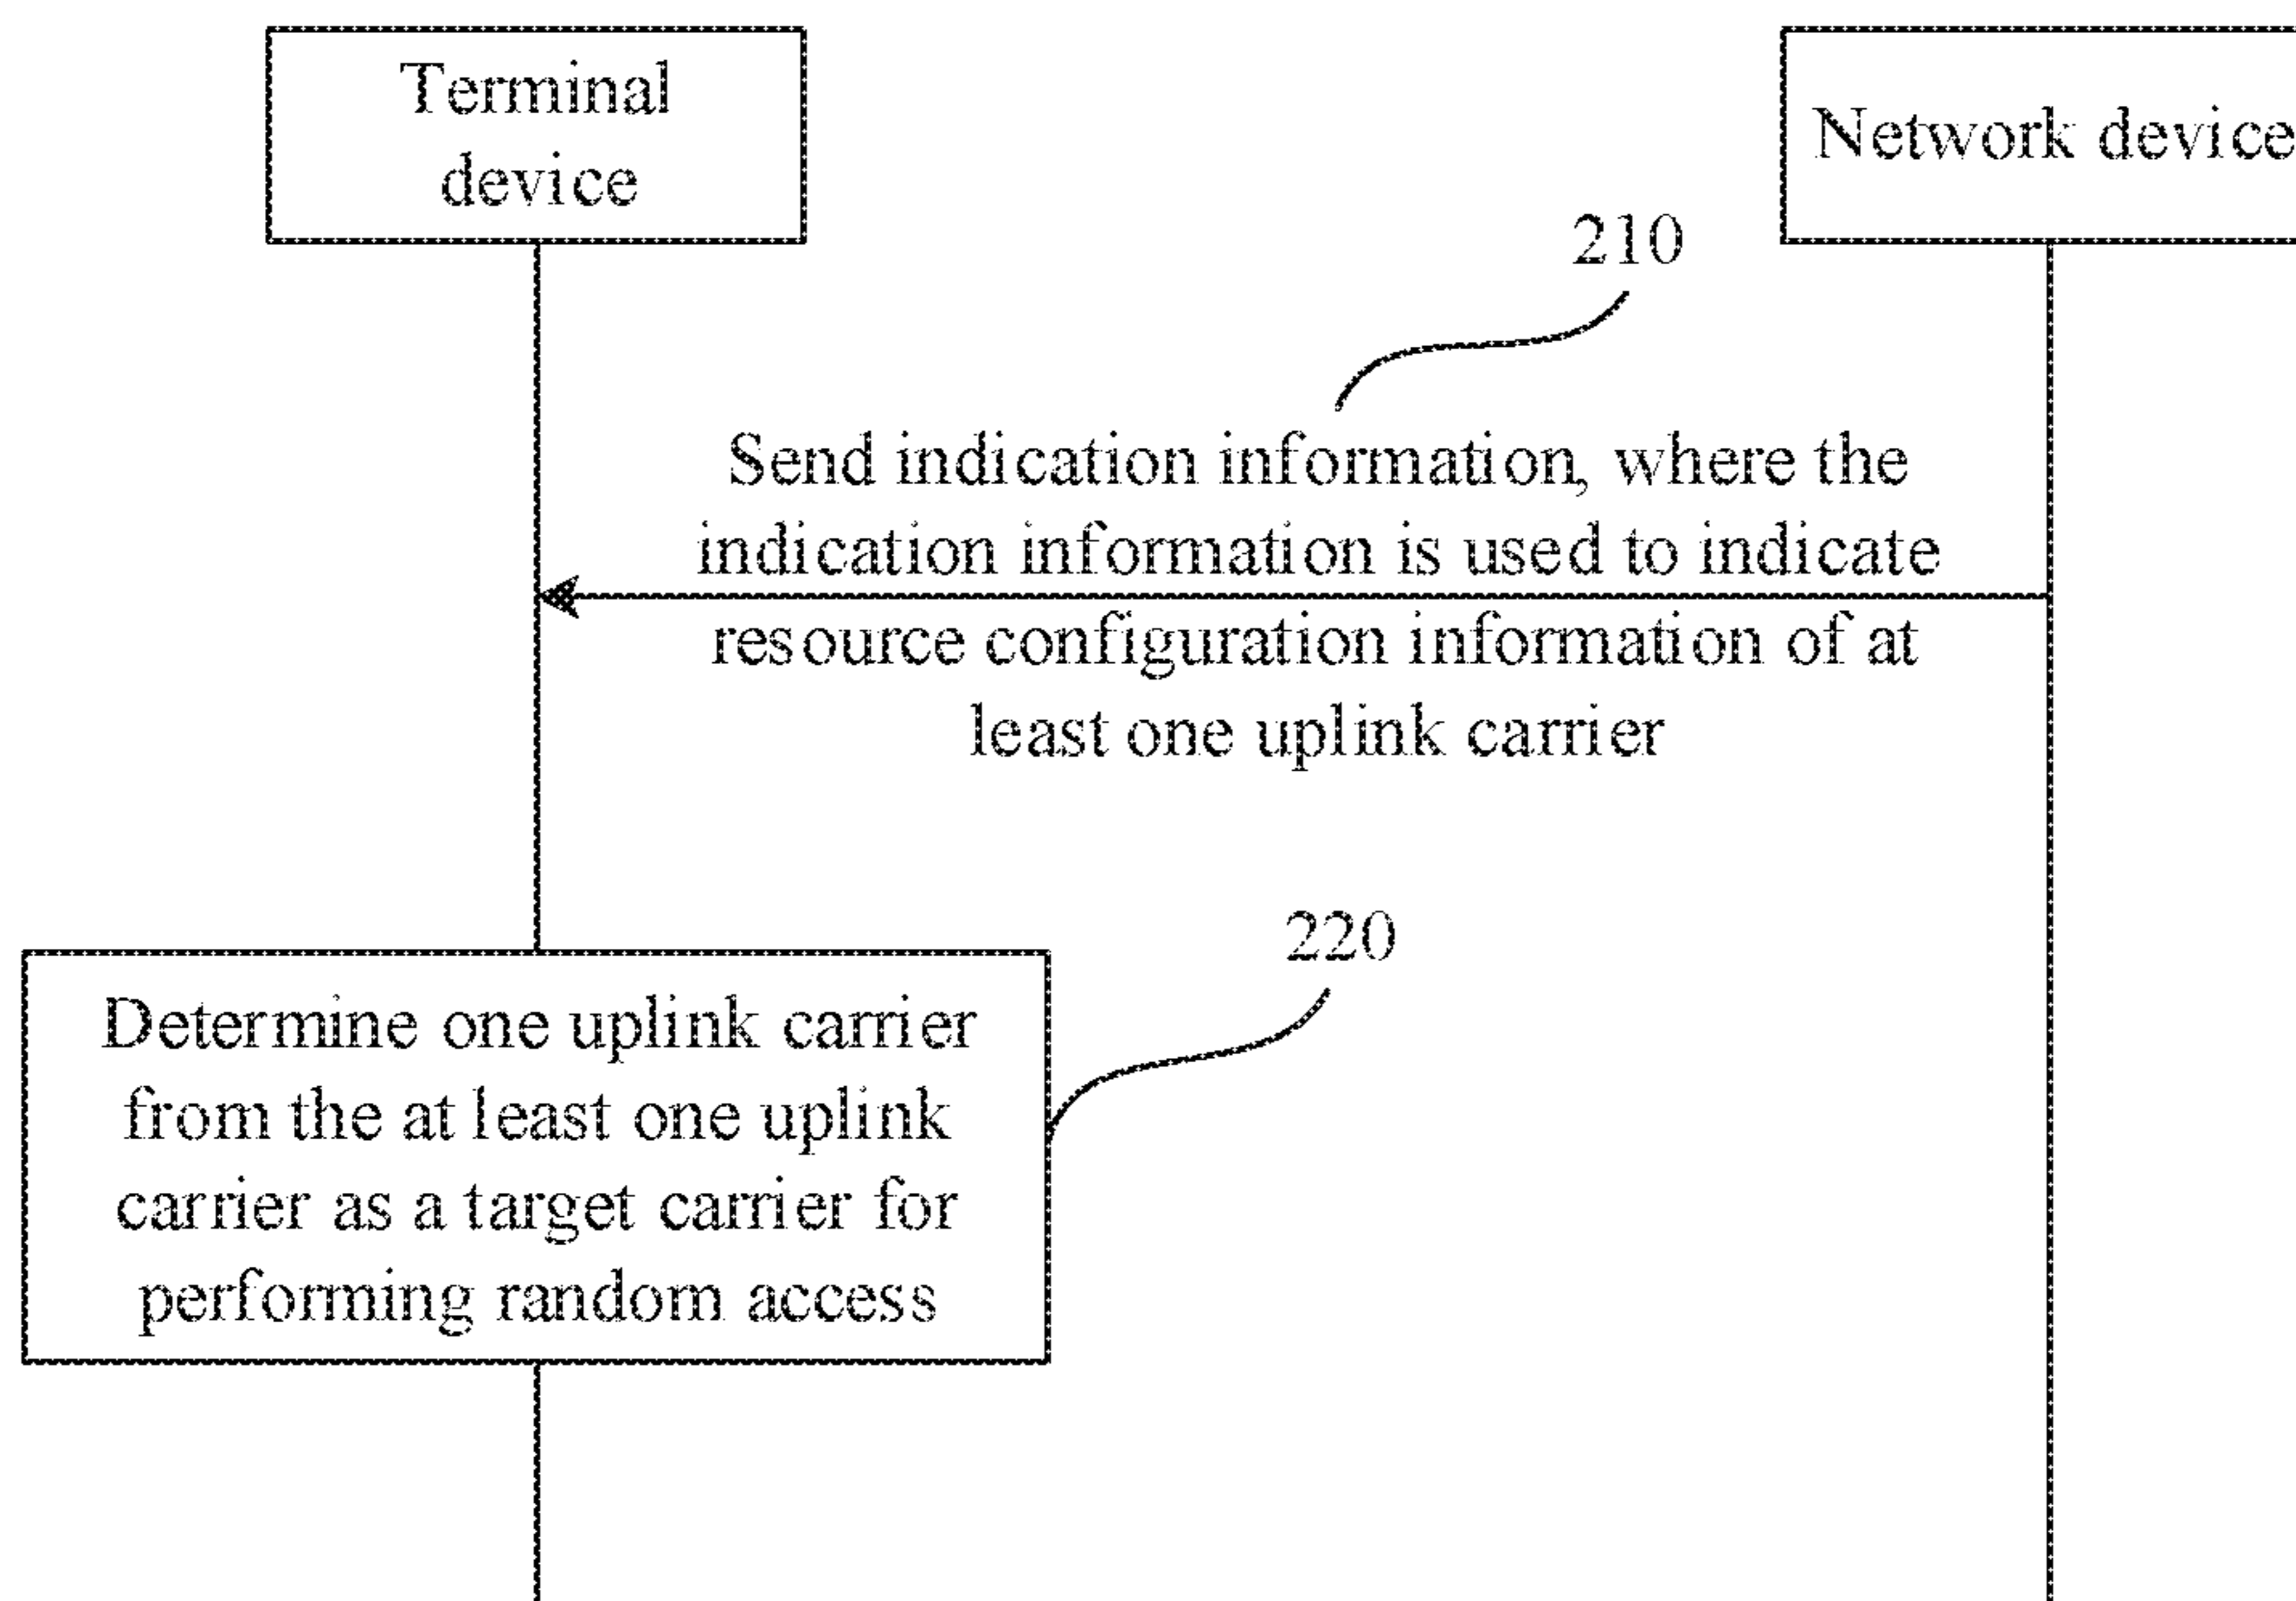 Terminal
device
Network device
210
Send indication information, where the
indication information is used to indicate
resource configuration information of at
least one uplink carrier
220
Determine one uplink carrier
from the at least one uplink
carrier as a target carrier for
performing random access